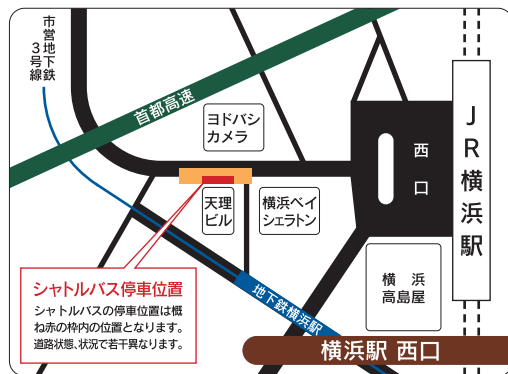 市営地下鉄
３号線
首都高速
ヨドバシ
カメラ
西口
ＪＲ横浜駅
天理
ビル
横浜ベイ
シェラトン
シャトルバス停車位置
シャトルバスの停車位置は概
ね赤の枠内の位置となります。
道路状態、状況で若干異なります。
地下鉄横浜駅
横浜
高島屋
横浜駅 西口